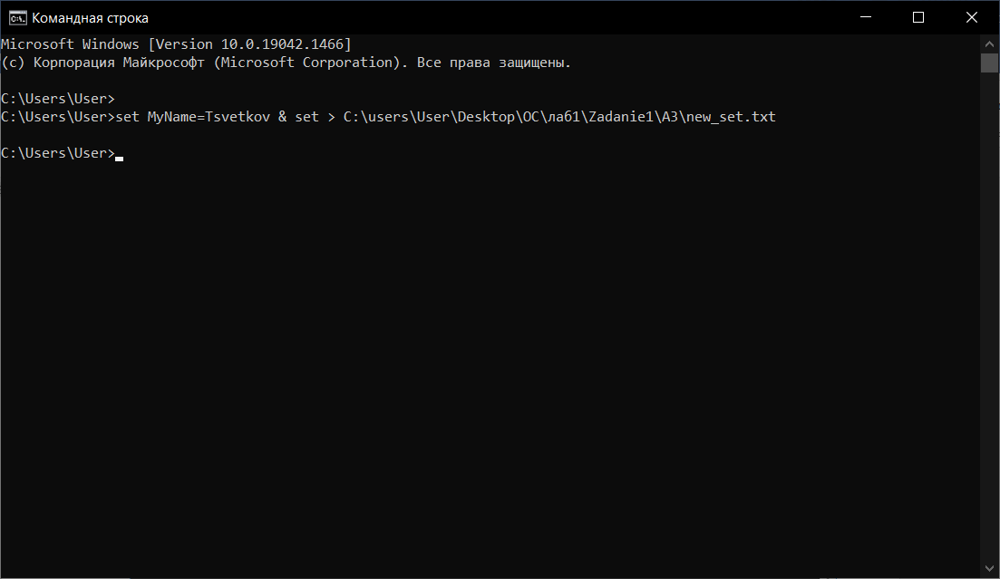 Командная строка
Microsoft Windows [Version 10.0.19042.1466]
(c) Корпорация Майкрософт (Microsoft Corporation). Все права защищены.
C:\Users\User>
C:\Users\User>set MyName=Tsvetkov & set > C:\users\User\Desktop\ОС\лаб1\Zadanie1\A3\new_set.txt
C:\Users\User>